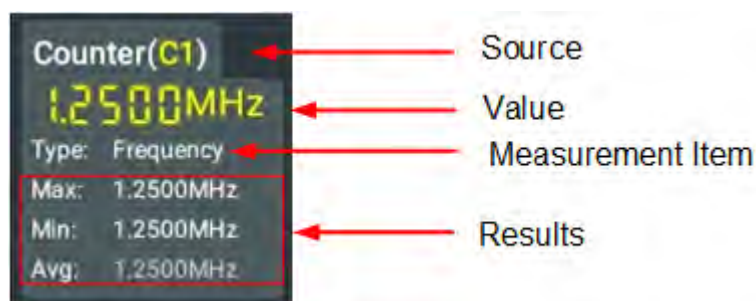 Counter(C1)
Source
1.2500MHz
Value
Type: Frequency
Measurement Item
Max: 1.2500MHz
Min: 1.2500MHz
Results
Avg: 1.2500MHz